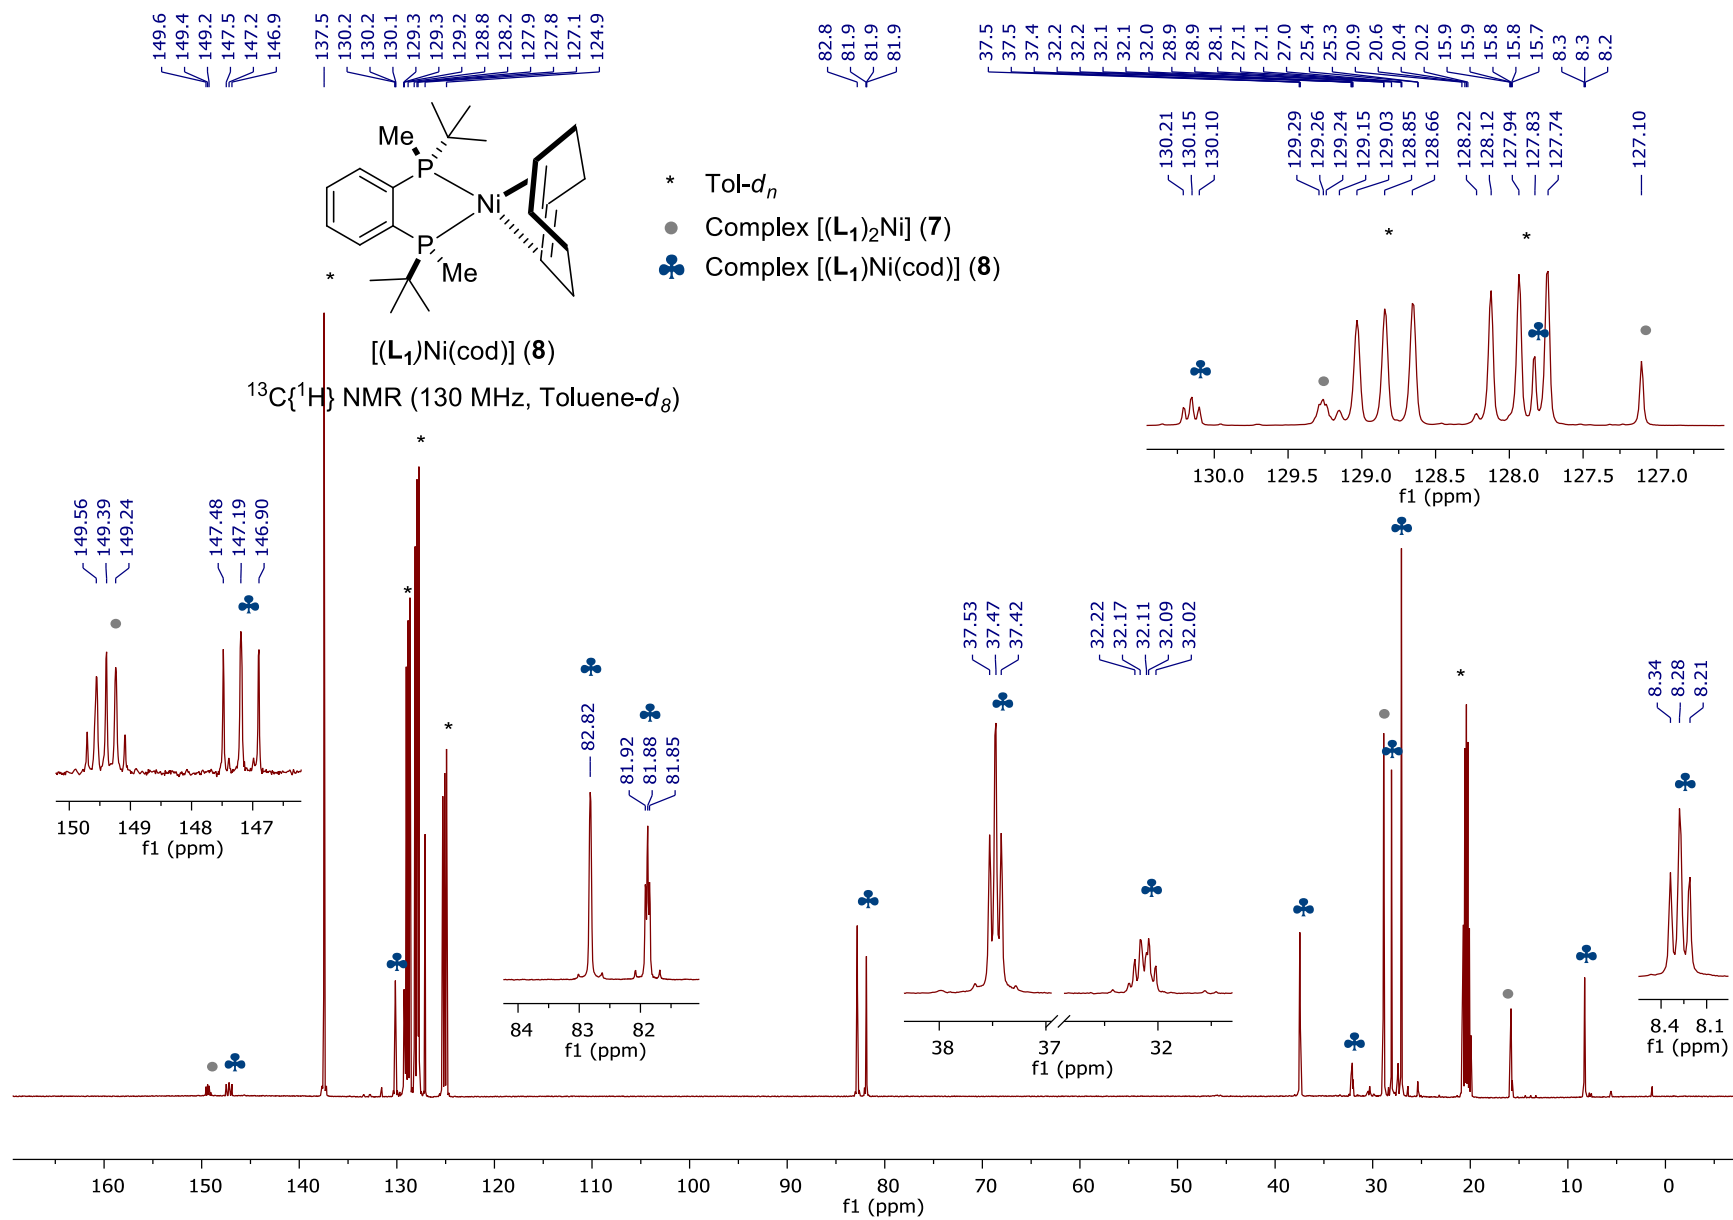 149.6 149.4 149.2 147.5 147.2 146.9 137.5 130.2 130.2 130.1 129.3 129.3 129.2 128.8 128.2 127.9 127.8 127.1 124.9 82.8 81.9 81.9 81.9 37.5 37.5 37.4 32.2 32.2 32.1 32.1 32.0 28.9 28.9 28.1 27.1 27.1 27.0 25.4 25.3 20.9 20.6 20.4 20.2 15.9 15.9 15.8 15.8 15.7 8.3 8.3 8.2
Me
P
Ni
P
Me
* Tol-dₙ
● Complex [(L₁)₂Ni] (7)
♣ Complex [(L₁)Ni(cod)] (8)
[(L₁)Ni(cod)] (8)
¹³C{¹H} NMR (130 MHz, Toluene-d₈)
130.21 130.15 130.10 129.29 129.26 129.24 129.15 129.03 128.85 128.66 128.22 128.12 127.94 127.83 127.74 127.10
* *
130.0 129.5 129.0 128.5 128.0 127.5 127.0
f1 (ppm)
149.56 149.39 149.24 147.48 147.19 146.90
150 149 148 147
f1 (ppm)
82.82 81.92 81.88 81.85
84 83 82
f1 (ppm)
37.53 37.47 37.42 32.22 32.17 32.11 32.09 32.02
38 37 32
f1 (ppm)
8.34 8.28 8.21
8.4 8.1
f1 (ppm)
* * * * *
160 150 140 130 120 110 100 90 80 70 60 50 40 30 20 10 0
f1 (ppm)